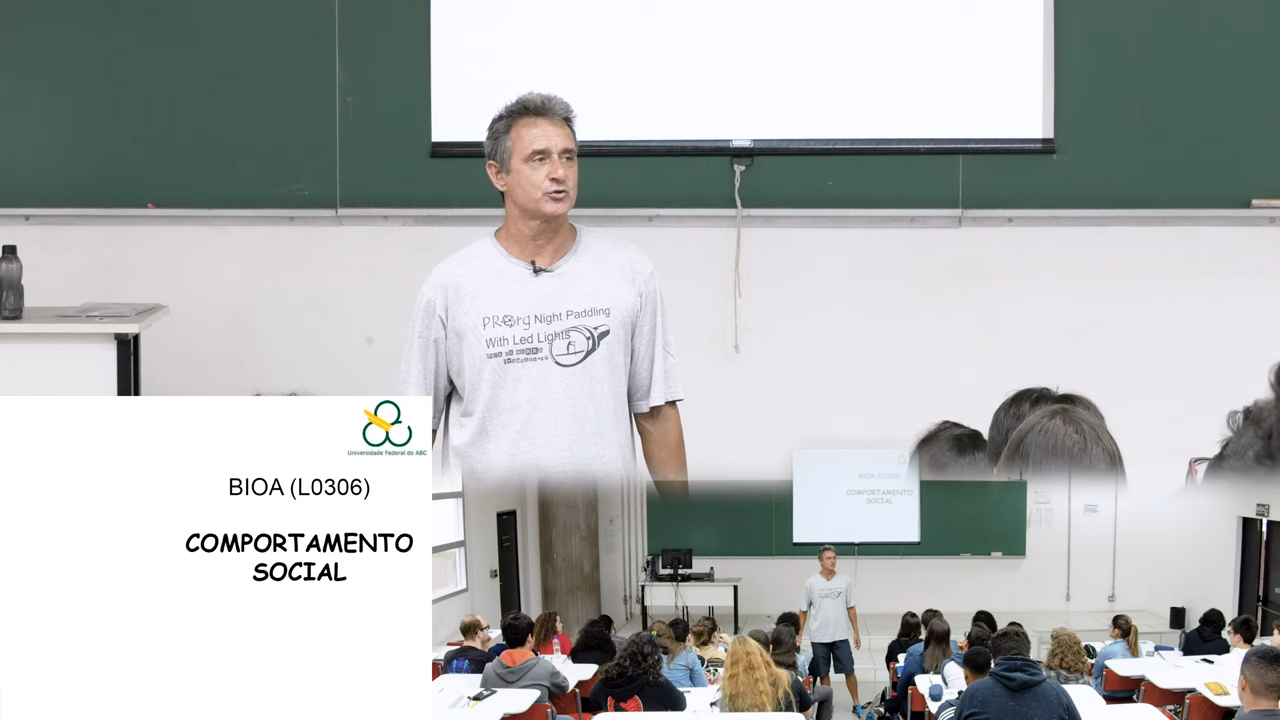 PROrg Night Paddling
With Led Lights
Universidade Federal do ABC
BIOA (L0306)
COMPORTAMENTO
SOCIAL
BIOA (L0306)
COMPORTAMENTO
SOCIAL